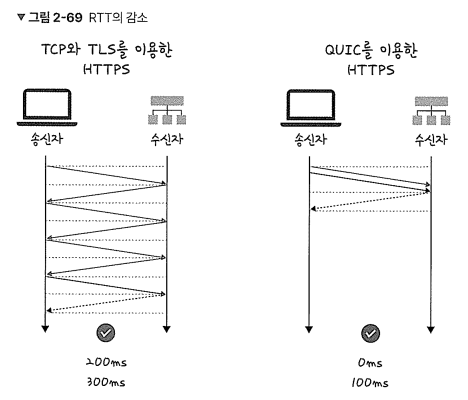 ▼ 그림 2-69 RTT의 감소
TCP와 TLS를 이용한
HTTPS
송신자
수신자
200ms
300ms
QUIC를 이용한
HTTPS
송신자
수신자
0ms
100ms